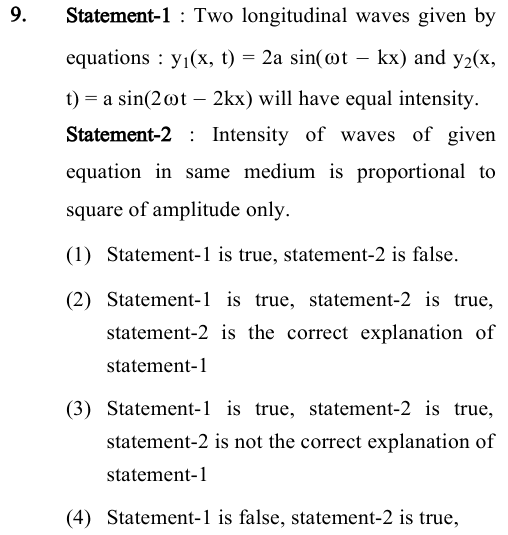 9. Statement-1 : Two longitudinal waves given by
equations : y₁(x, t) = 2a sin(ωt – kx) and y₂(x,
t) = a sin(2ωt – 2kx) will have equal intensity.
Statement-2 : Intensity of waves of given
equation in same medium is proportional to
square of amplitude only.
(1) Statement-1 is true, statement-2 is false.
(2) Statement-1 is true, statement-2 is true,
statement-2 is the correct explanation of
statement-1
(3) Statement-1 is true, statement-2 is true,
statement-2 is not the correct explanation of
statement-1
(4) Statement-1 is false, statement-2 is true,